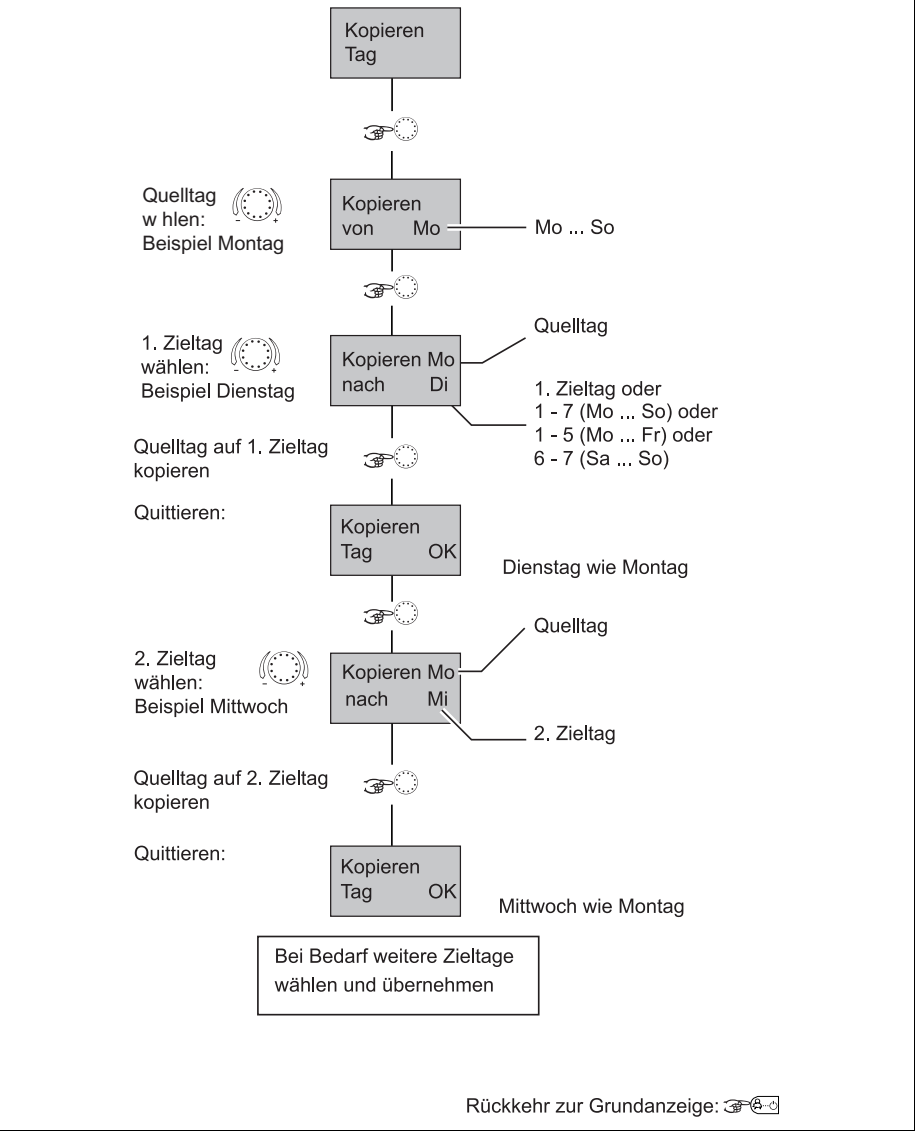 Kopieren
Tag
Quelltag
w hlen:
Beispiel Montag
- +
Kopieren
von Mo
Mo ... So
1. Zieltag
wählen:
Beispiel Dienstag
- +
Kopieren Mo
nach Di
Quelltag
1. Zieltag oder
1 - 7 (Mo ... So) oder
1 - 5 (Mo ... Fr) oder
6 - 7 (Sa ... So)
Quelltag auf 1. Zieltag
kopieren
Quittieren:
Kopieren
Tag OK
Dienstag wie Montag
2. Zieltag
wählen:
Beispiel Mittwoch
- +
Kopieren Mo
nach Mi
Quelltag
2. Zieltag
Quelltag auf 2. Zieltag
kopieren
Quittieren:
Kopieren
Tag OK
Mittwoch wie Montag
Bei Bedarf weitere Zieltage
wählen und übernehmen
Rückkehr zur Grundanzeige: